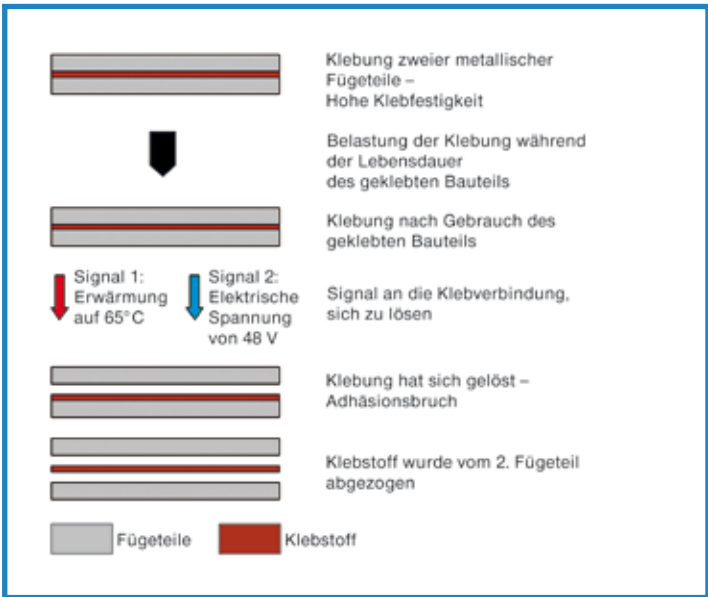 Klebung zweier metallischer
Fügeteile –
Hohe Klebfestigkeit
Belastung der Klebung während
der Lebensdauer
des geklebten Bauteils
Klebung nach Gebrauch des
geklebten Bauteils
Signal 1:
Erwärmung
auf 65°C
Signal 2:
Elektrische
Spannung
von 48 V
Signal an die Klebverbindung,
sich zu lösen
Klebung hat sich gelöst –
Adhäsionsbruch
Klebstoff wurde vom 2. Fügeteil
abgezogen
Fügeteile
Klebstoff